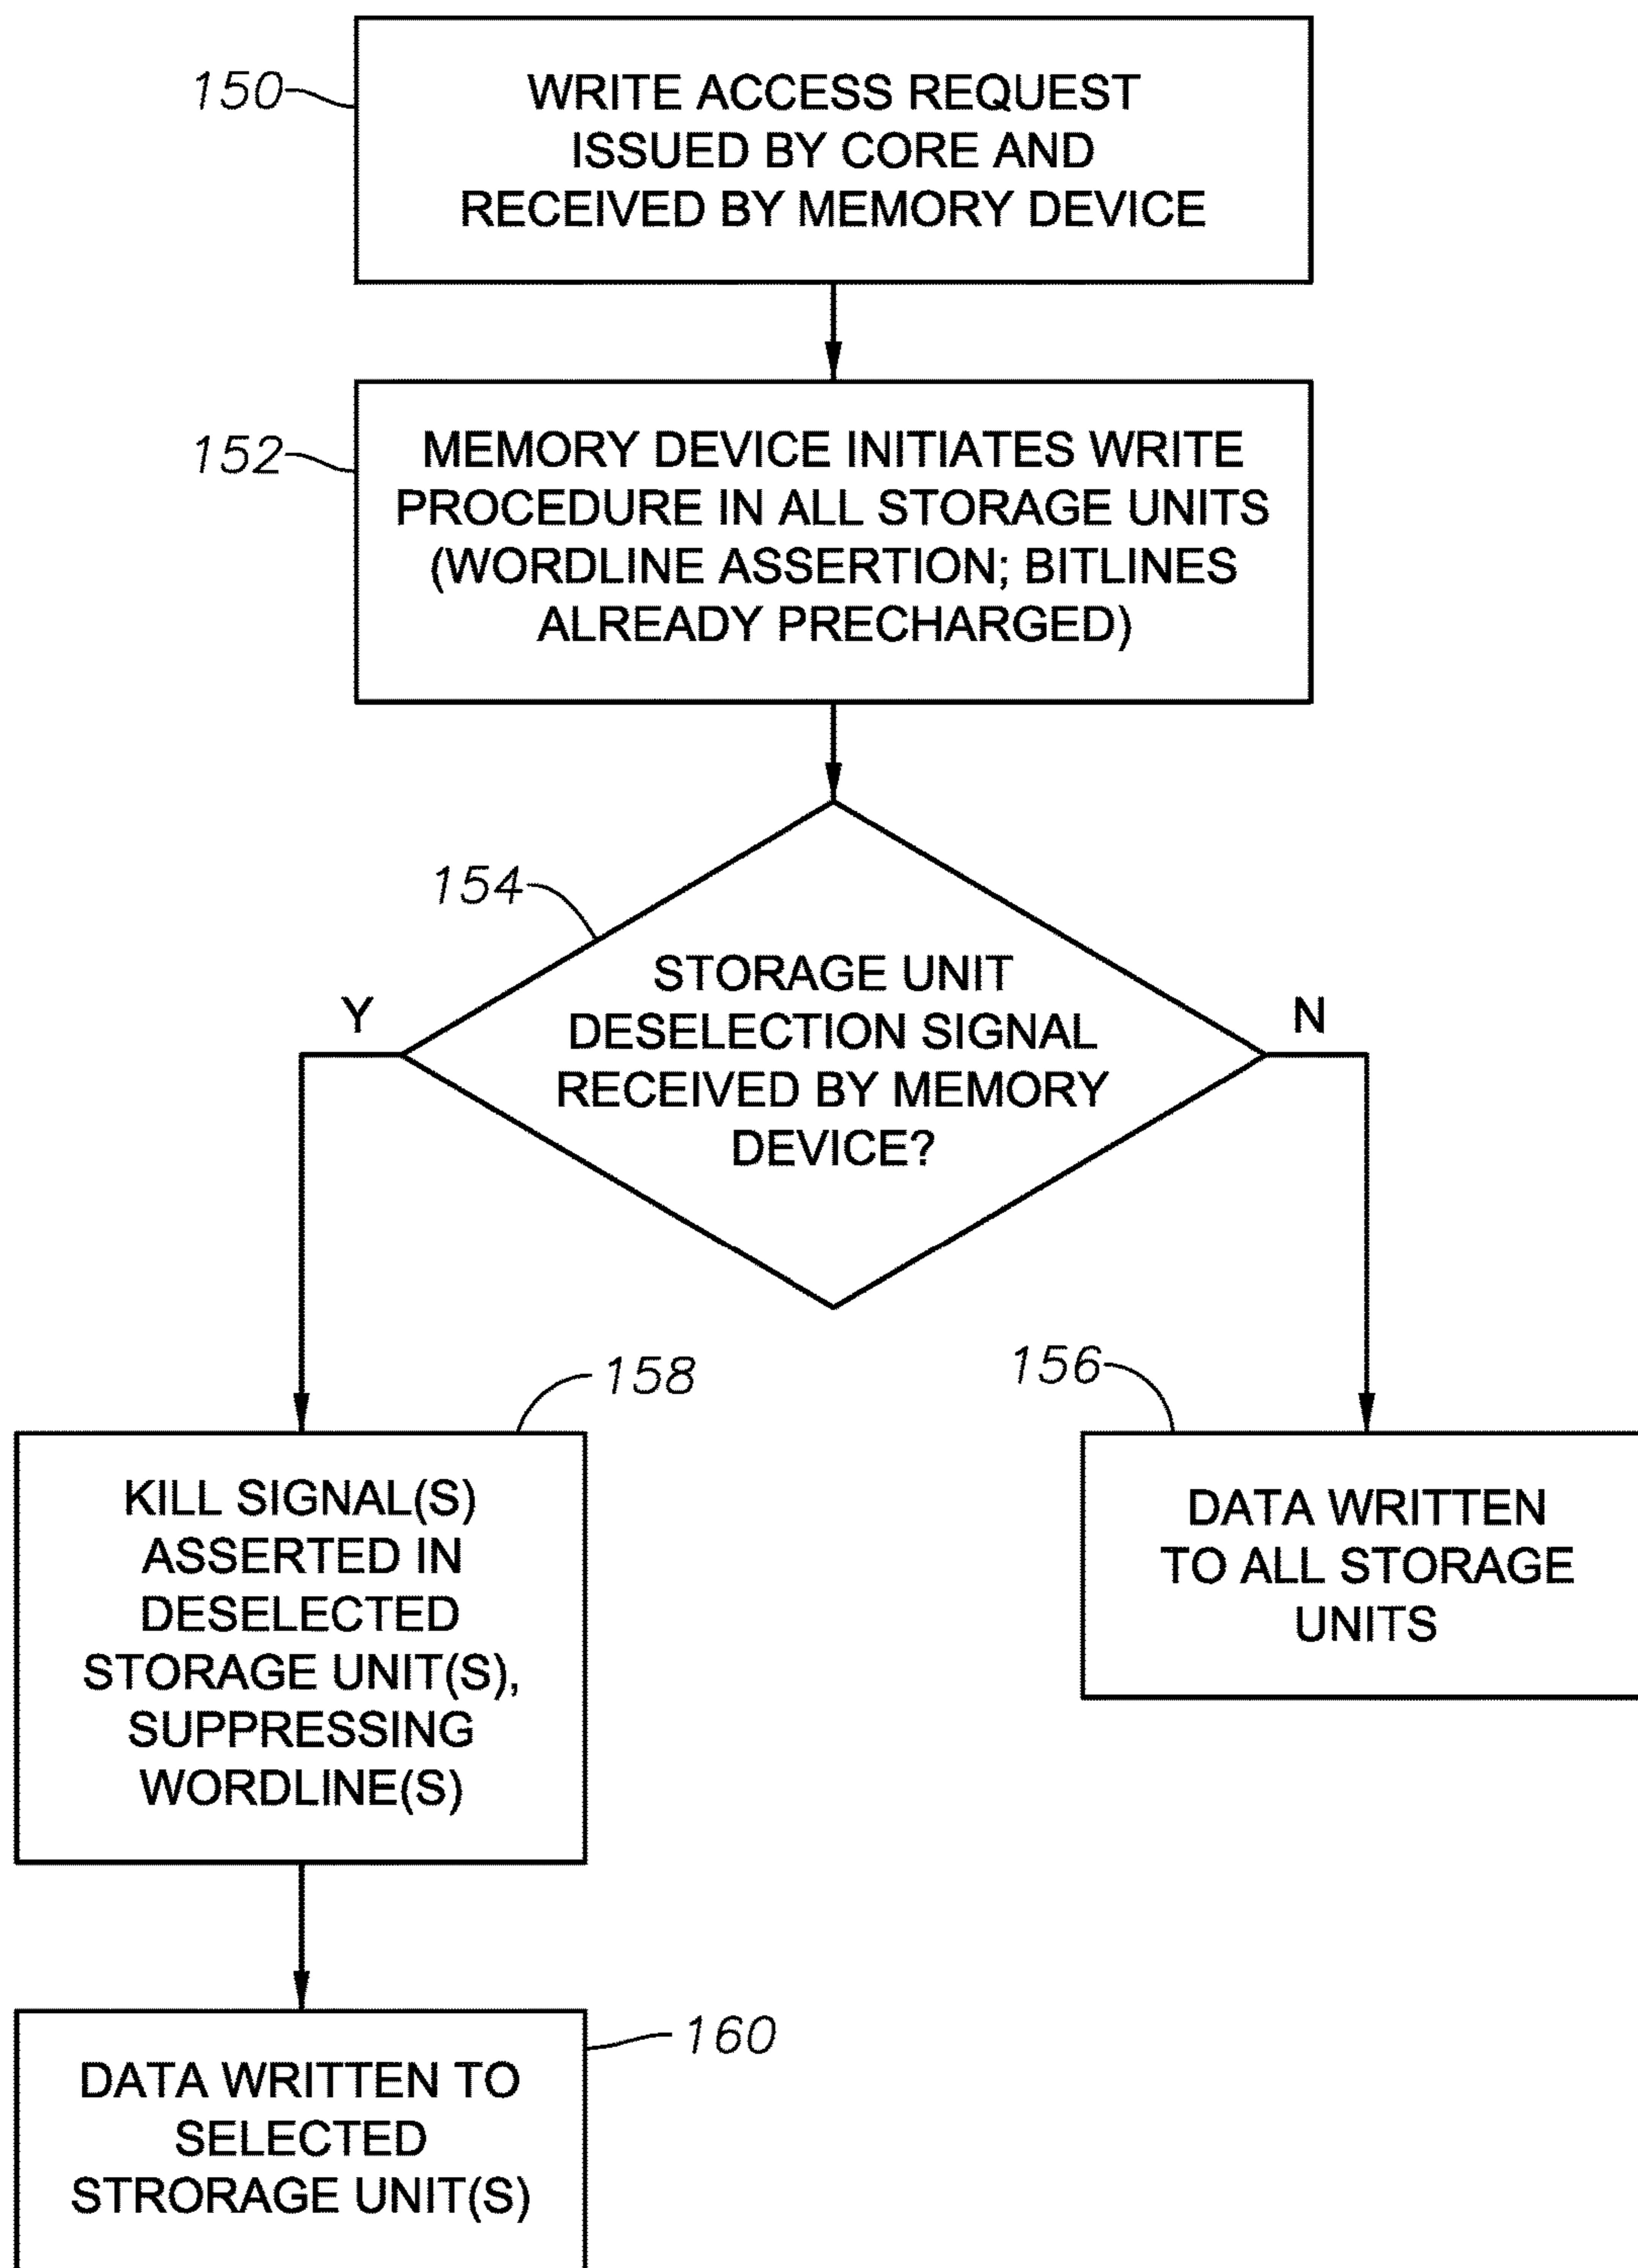 150
WRITE ACCESS REQUEST
ISSUED BY CORE AND
RECEIVED BY MEMORY DEVICE
152
MEMORY DEVICE INITIATES WRITE
PROCEDURE IN ALL STORAGE UNITS
(WORDLINE ASSERTION; BITLINES
ALREADY PRECHARGED)
154
STORAGE UNIT
DESELECTION SIGNAL
RECEIVED BY MEMORY
DEVICE?
Y
N
158
KILL SIGNAL(S)
ASSERTED IN
DESELECTED
STORAGE UNIT(S),
SUPPRESSING
WORDLINE(S)
156
DATA WRITTEN
TO ALL STORAGE
UNITS
160
DATA WRITTEN TO
SELECTED
STRORAGE UNIT(S)